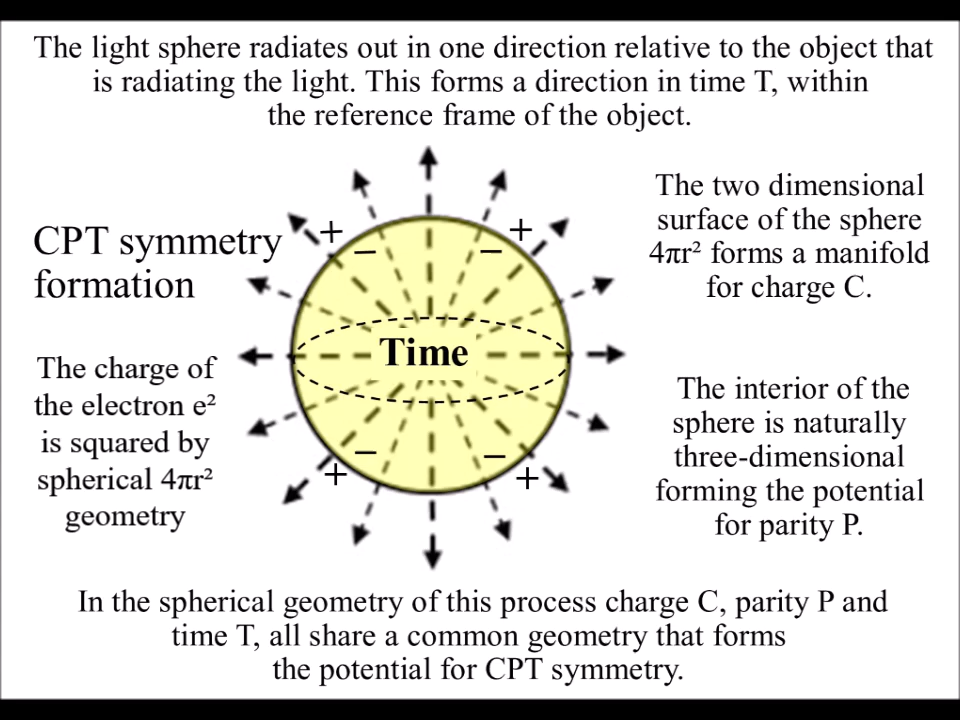 The light sphere radiates out in one direction relative to the object that
is radiating the light. This forms a direction in time T, within
the reference frame of the object.
The two dimensional
surface of the sphere
4πr² forms a manifold
for charge C.
CPT symmetry
formation
+
−
−
+
Time
The charge of
the electron e²
is squared by
spherical 4πr²
geometry
The interior of the
sphere is naturally
three-dimensional
forming the potential
for parity P.
+
−
−
+
In the spherical geometry of this process charge C, parity P and
time T, all share a common geometry that forms
the potential for CPT symmetry.